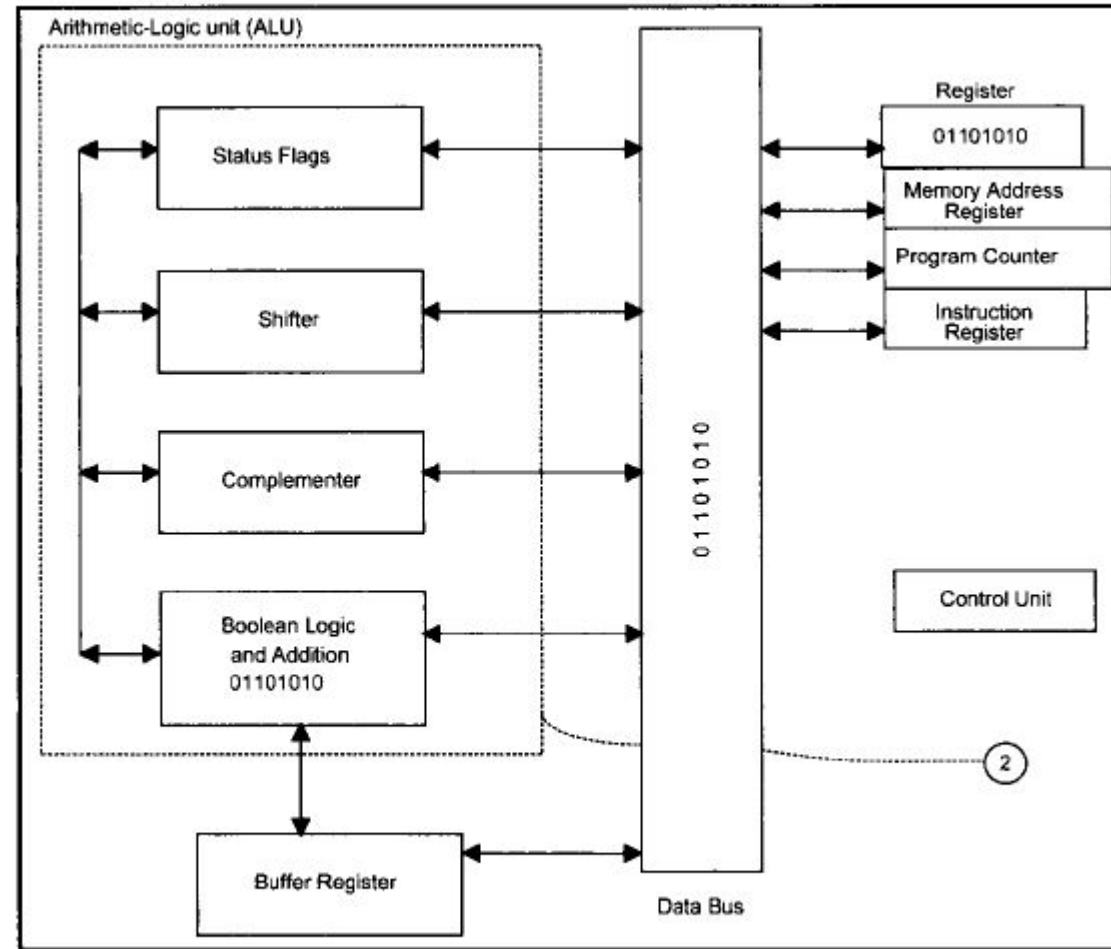 Arithmetic-Logic unit (ALU)
Status Flags
Shifter
Complementer
Boolean Logic
and Addition
01101010
Buffer Register
01101010
Data Bus
Register
01101010
Memory Address
Register
Program Counter
Instruction
Register
Control Unit
2